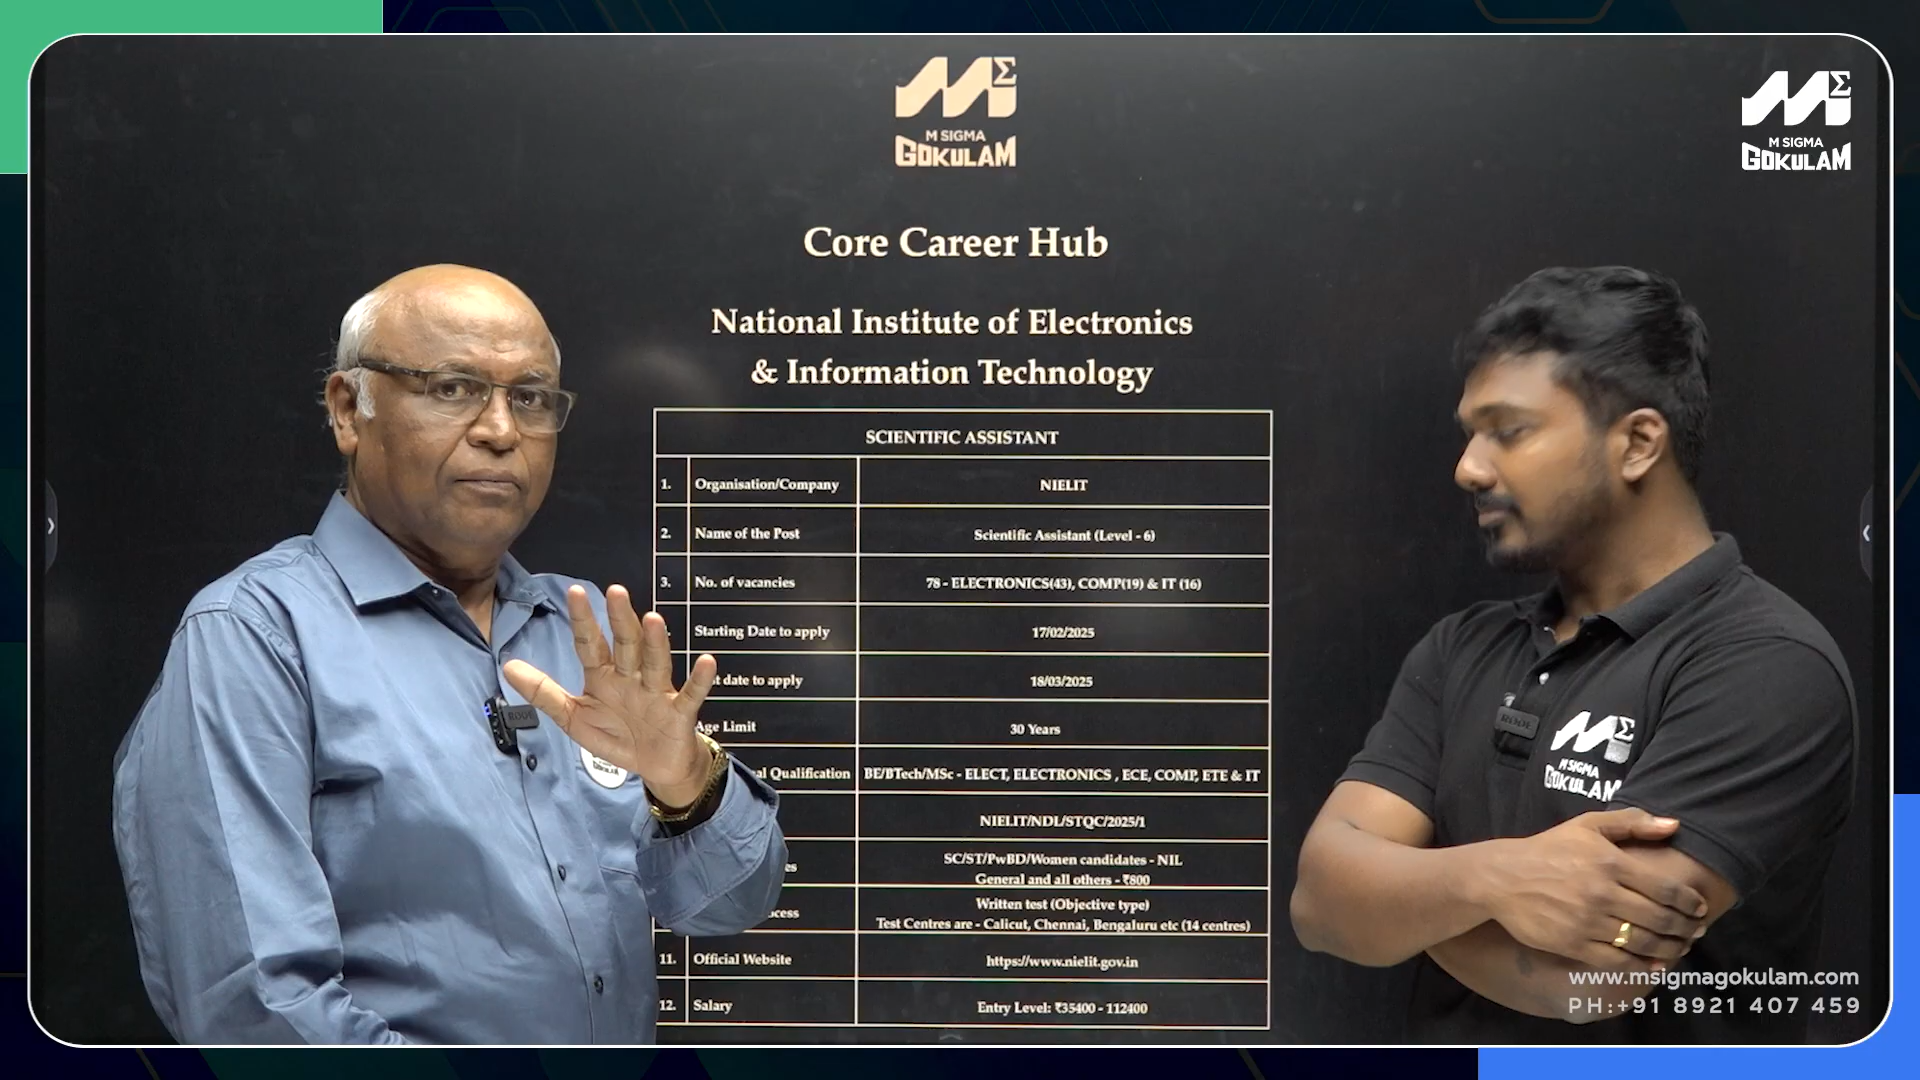 M SIGMA
GOKULAM
M SIGMA
GOKULAM
Core Career Hub
National Institute of Electronics
& Information Technology
SCIENTIFIC ASSISTANT
1. Organisation/Company NIELIT
2. Name of the Post Scientific Assistant (Level - 6)
3. No. of vacancies 78 - ELECTRONICS(43), COMP(19) & IT (16)
Starting Date to apply 17/02/2025
date to apply 18/03/2025
Age Limit 30 Years
Qualification BE/BTech/MSc - ELECT, ELECTRONICS , ECE, COMP, ETE & IT
NIELIT/NDL/STQC/2025/1
SC/ST/PwBD/Women candidates - NIL
General and all others - ₹800
Written test (Objective type)
Test Centres are - Calicut, Chennai, Bengaluru etc (14 centres)
11. Official Website https://www.nielit.gov.in
12. Salary Entry Level: ₹35400 - 112400
RODE
RODE
M SIGMA
GOKULAM
www.msigmagokulam.com
PH:+91 8921 407 459